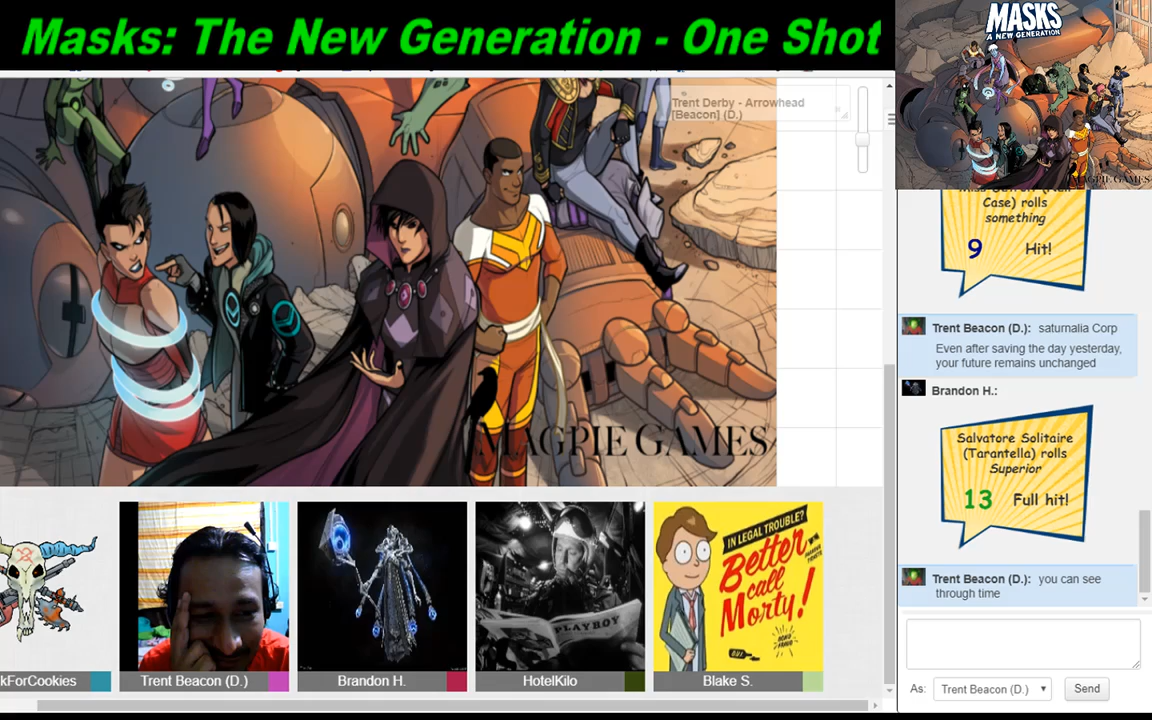 Masks: The New Generation - One Shot
MASKS
A NEW GENERATION
MAGPIE GAMES
Trent Derby - Arrowhead
[Beacon] (D.)
MAGPIE GAMES
Case) rolls
something
9 Hit!
Trent Beacon (D.): saturnalia Corp
Even after saving the day yesterday,
your future remains unchanged
Brandon H.:
Salvatore Solitaire
(Tarantella) rolls
Superior
13 Full hit!
Trent Beacon (D.): you can see
through time
As: Trent Beacon (D.) Send
PLAYBOY
IN LEGAL TROUBLE?
Better
call
Morty!
kForCookies
Trent Beacon (D.)
Brandon H.
HotelKilo
Blake S.